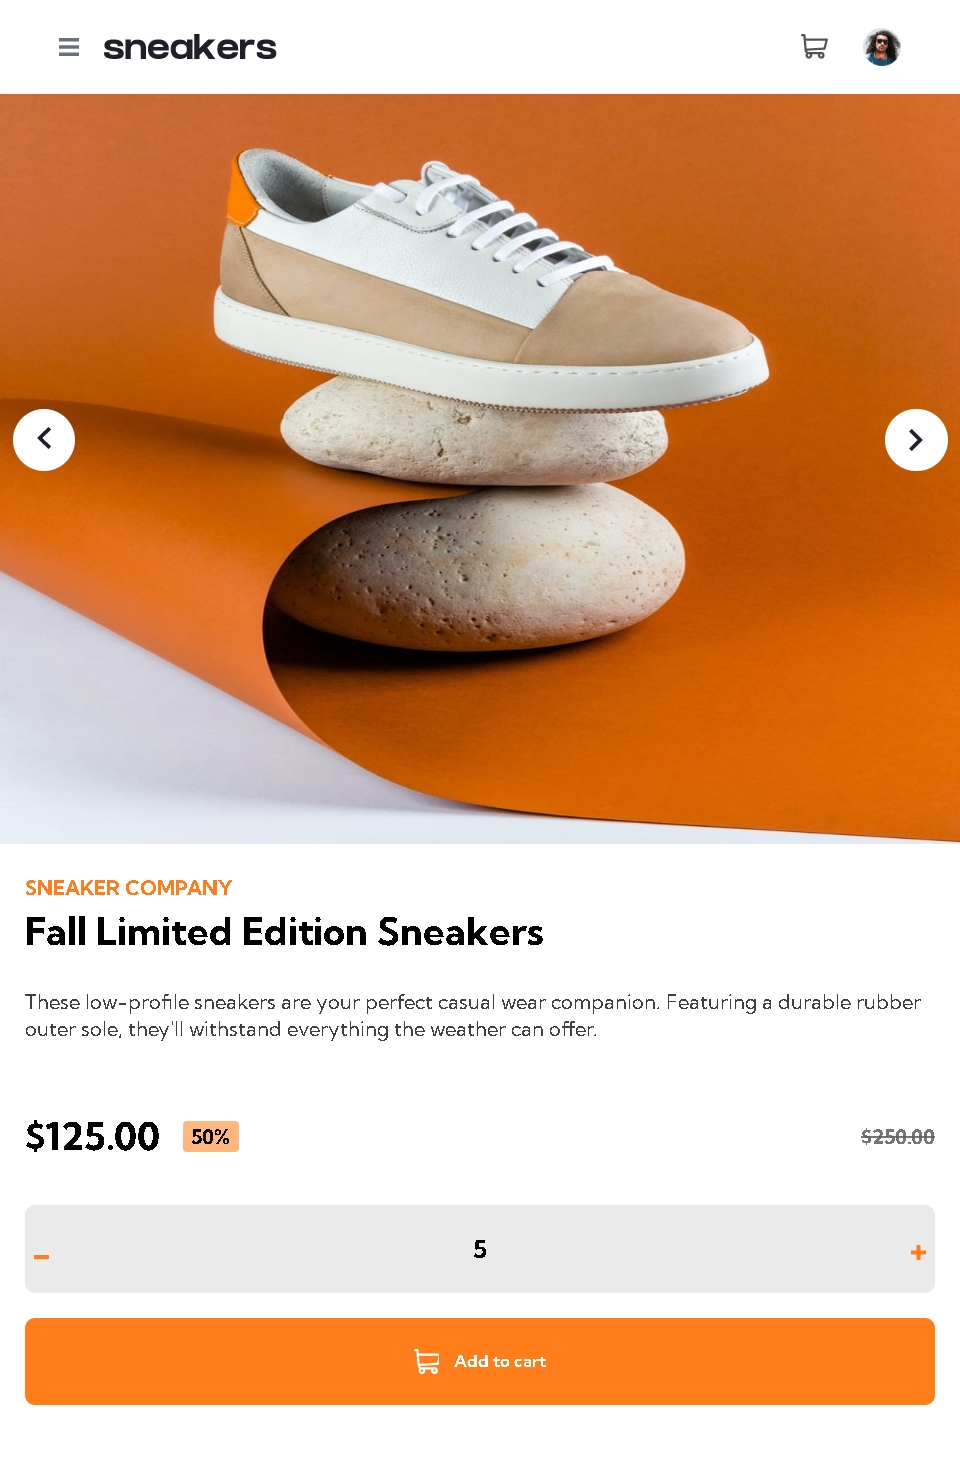 sneakers
SNEAKER COMPANY
Fall Limited Edition Sneakers
These low-profile sneakers are your perfect casual wear companion. Featuring a durable rubber
outer sole, they'll withstand everything the weather can offer.
$125.00 50% $250.00
- 5 +
Add to cart